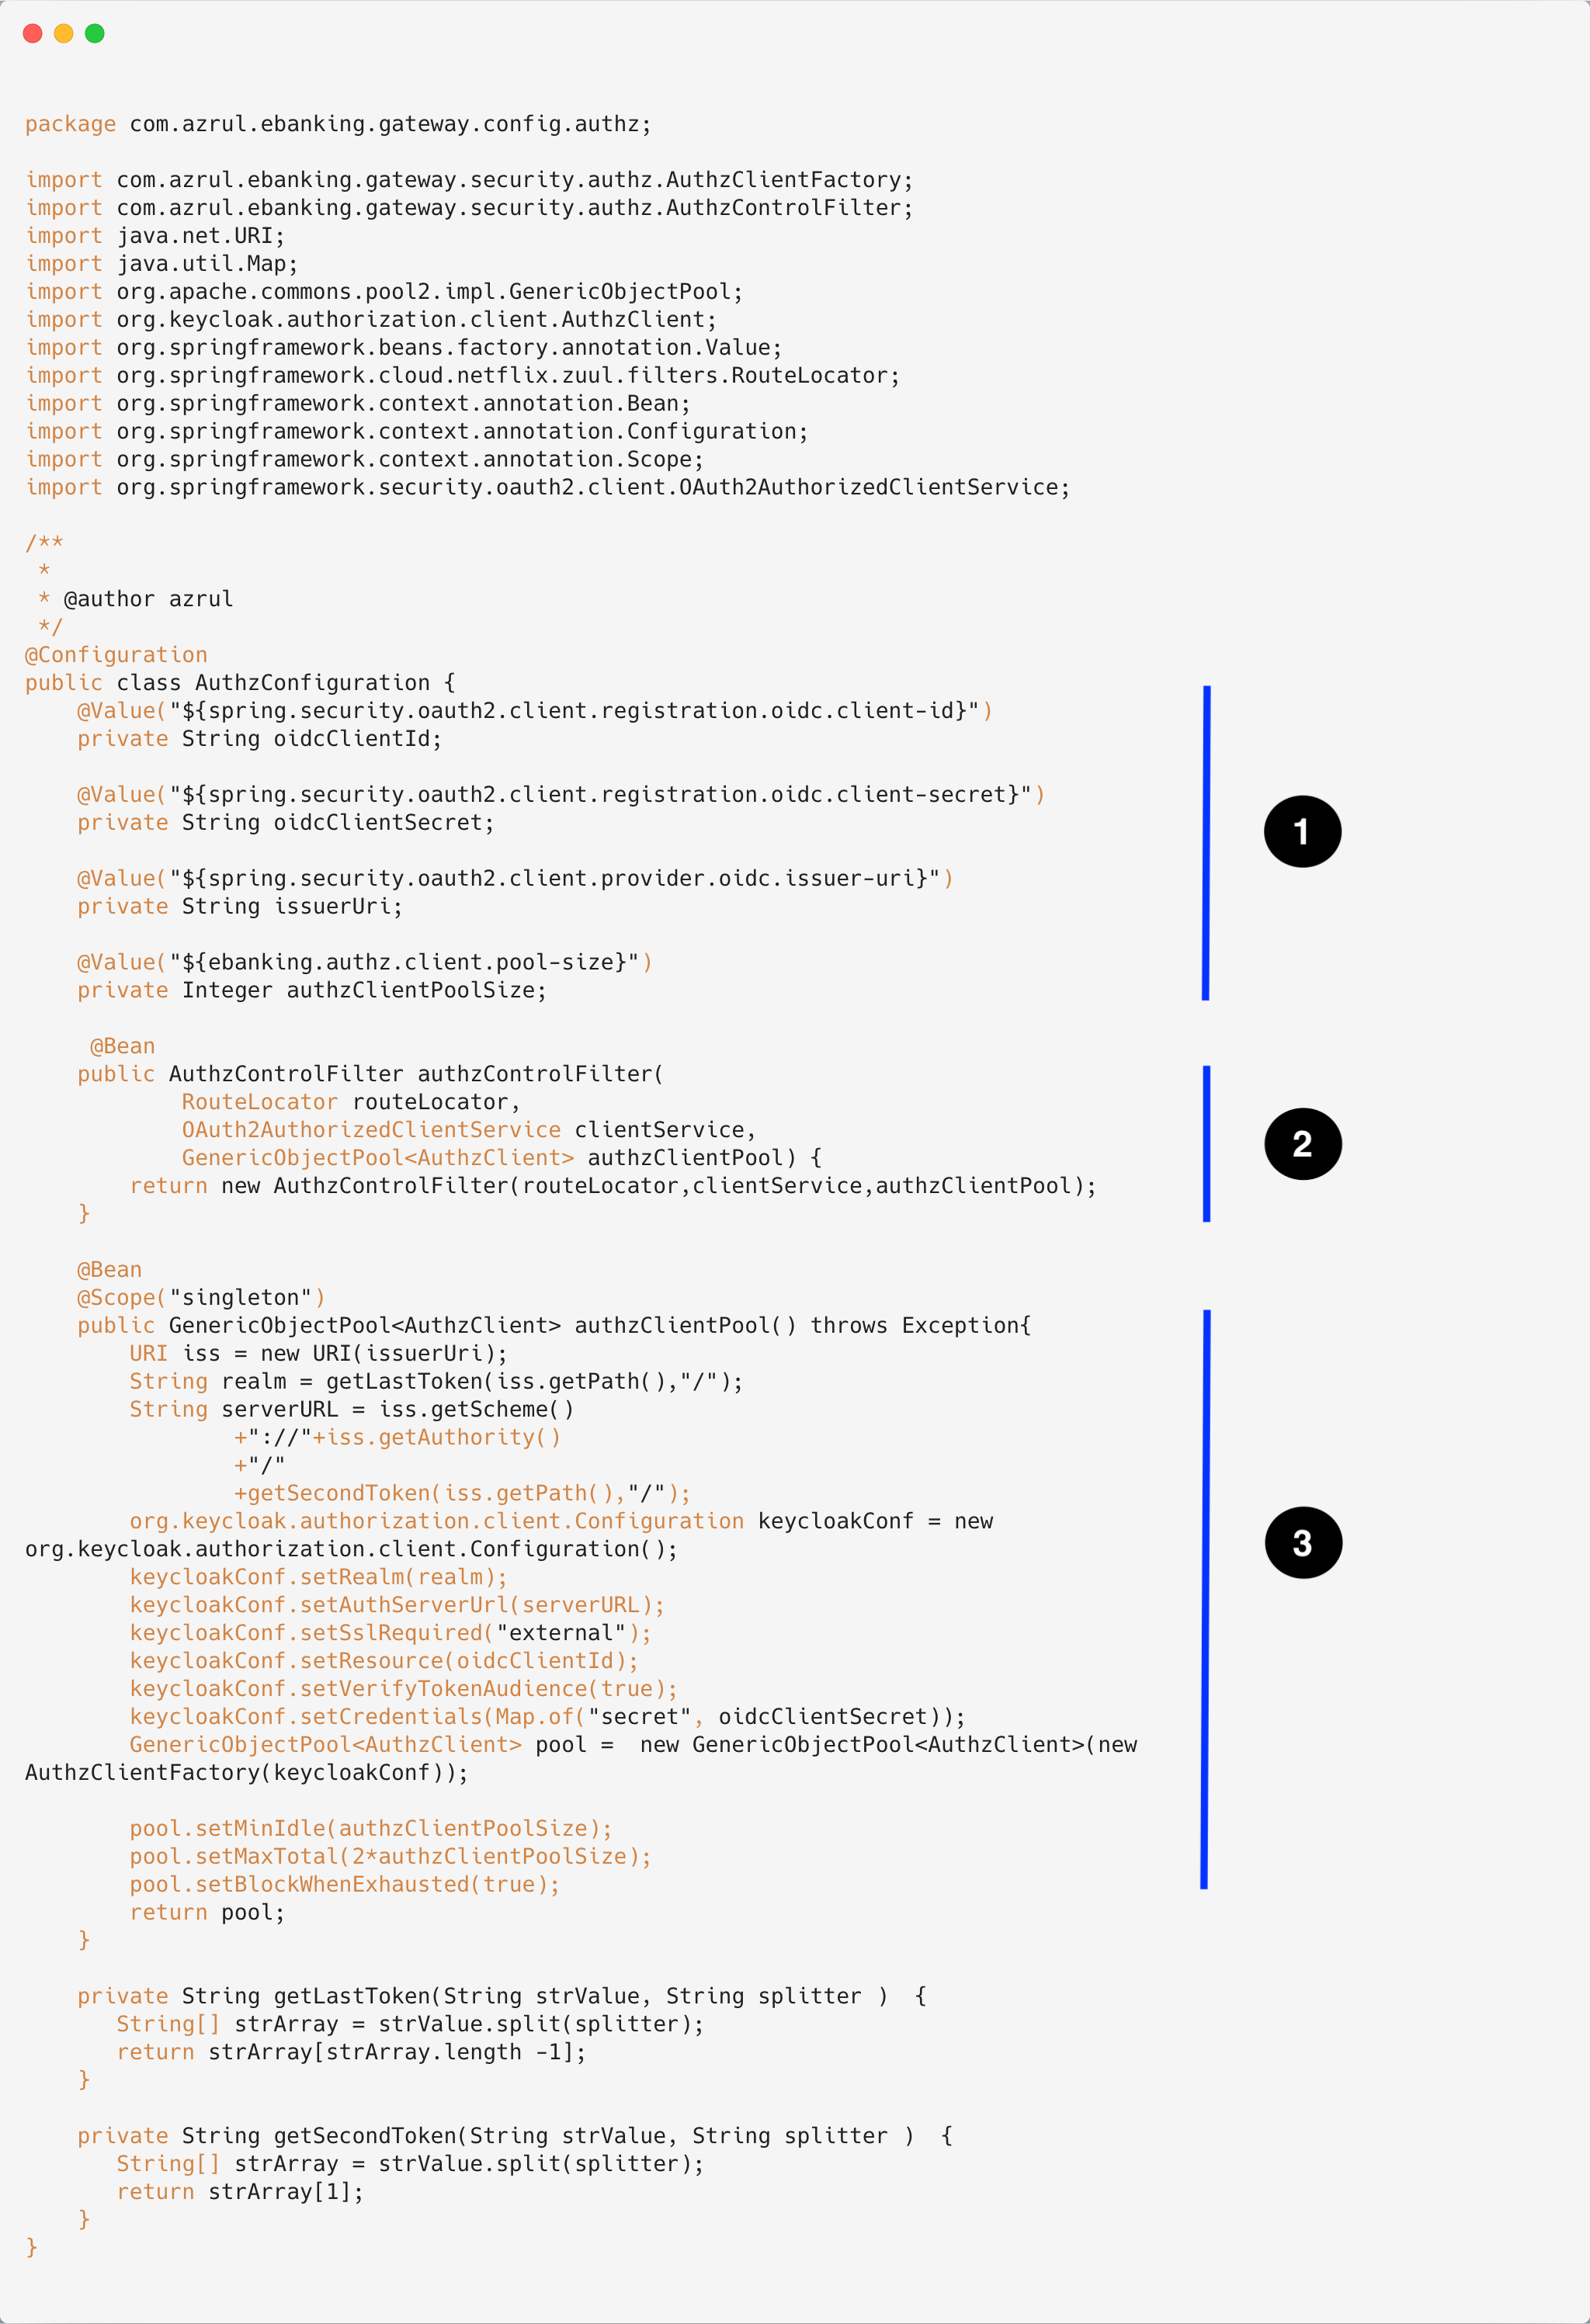 package com.azrul.ebanking.gateway.config.authz;

import com.azrul.ebanking.gateway.security.authz.AuthzClientFactory;
import com.azrul.ebanking.gateway.security.authz.AuthzControlFilter;
import java.net.URI;
import java.util.Map;
import org.apache.commons.pool2.impl.GenericObjectPool;
import org.keycloak.authorization.client.AuthzClient;
import org.springframework.beans.factory.annotation.Value;
import org.springframework.cloud.netflix.zuul.filters.RouteLocator;
import org.springframework.context.annotation.Bean;
import org.springframework.context.annotation.Configuration;
import org.springframework.context.annotation.Scope;
import org.springframework.security.oauth2.client.OAuth2AuthorizedClientService;

/**
 *
 * @author azrul
 */
@Configuration
public class AuthzConfiguration {
    @Value("${spring.security.oauth2.client.registration.oidc.client-id}")
    private String oidcClientId;

    @Value("${spring.security.oauth2.client.registration.oidc.client-secret}")
    private String oidcClientSecret;
1

    @Value("${spring.security.oauth2.client.provider.oidc.issuer-uri}")
    private String issuerUri;

    @Value("${ebanking.authz.client.pool-size}")
    private Integer authzClientPoolSize;

     @Bean
    public AuthzControlFilter authzControlFilter(
            RouteLocator routeLocator,
            OAuth2AuthorizedClientService clientService,
2
            GenericObjectPool<AuthzClient> authzClientPool) {
        return new AuthzControlFilter(routeLocator,clientService,authzClientPool);
    }

    @Bean
    @Scope("singleton")
    public GenericObjectPool<AuthzClient> authzClientPool() throws Exception{
        URI iss = new URI(issuerUri);
        String realm = getLastToken(iss.getPath(),"/");
        String serverURL = iss.getScheme()
                +"://"+iss.getAuthority()
                +"/"
                +getSecondToken(iss.getPath(),"/");
        org.keycloak.authorization.client.Configuration keycloakConf = new
org.keycloak.authorization.client.Configuration();
3
        keycloakConf.setRealm(realm);
        keycloakConf.setAuthServerUrl(serverURL);
        keycloakConf.setSslRequired("external");
        keycloakConf.setResource(oidcClientId);
        keycloakConf.setVerifyTokenAudience(true);
        keycloakConf.setCredentials(Map.of("secret", oidcClientSecret));
        GenericObjectPool<AuthzClient> pool =  new GenericObjectPool<AuthzClient>(new
AuthzClientFactory(keycloakConf));

        pool.setMinIdle(authzClientPoolSize);
        pool.setMaxTotal(2*authzClientPoolSize);
        pool.setBlockWhenExhausted(true);
        return pool;
    }

    private String getLastToken(String strValue, String splitter )  {
       String[] strArray = strValue.split(splitter);
       return strArray[strArray.length -1];
    }

    private String getSecondToken(String strValue, String splitter )  {
       String[] strArray = strValue.split(splitter);
       return strArray[1];
    }
}